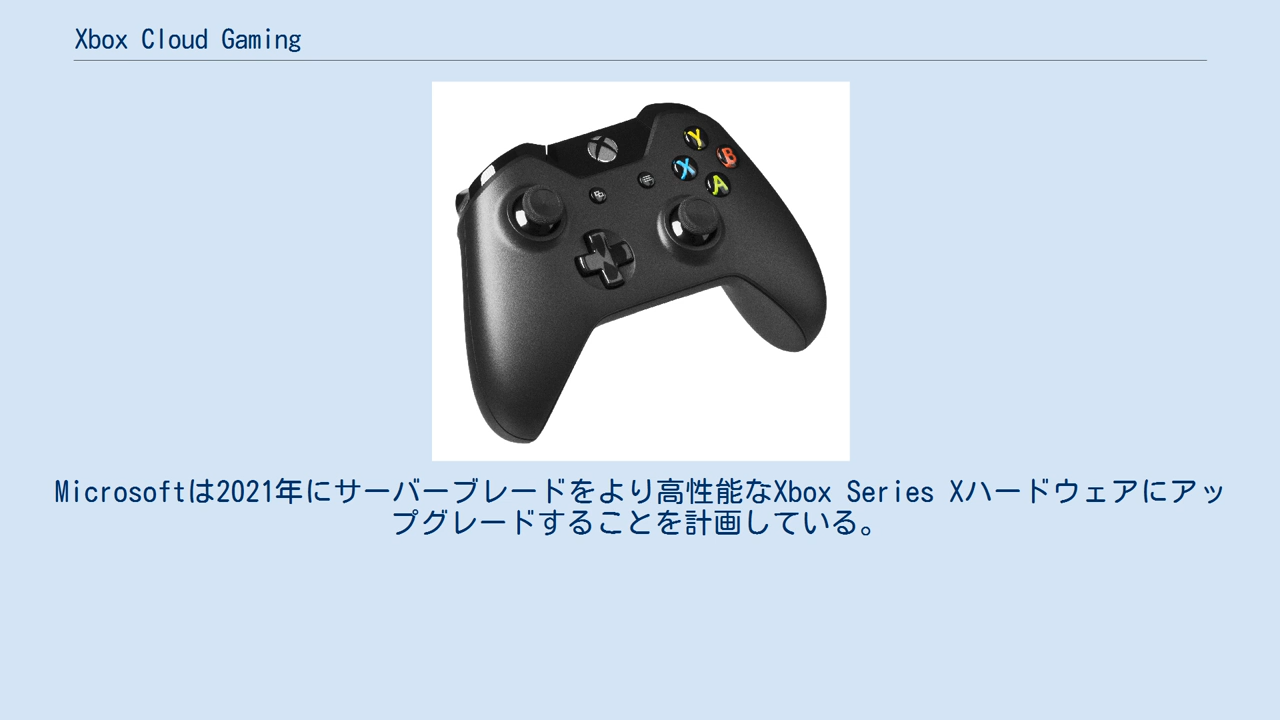 Xbox Cloud Gaming
Y
B
X
A
Microsoftは2021年にサーバーブレードをより高性能なXbox Series Xハードウェアにアッ
プグレードすることを計画している。